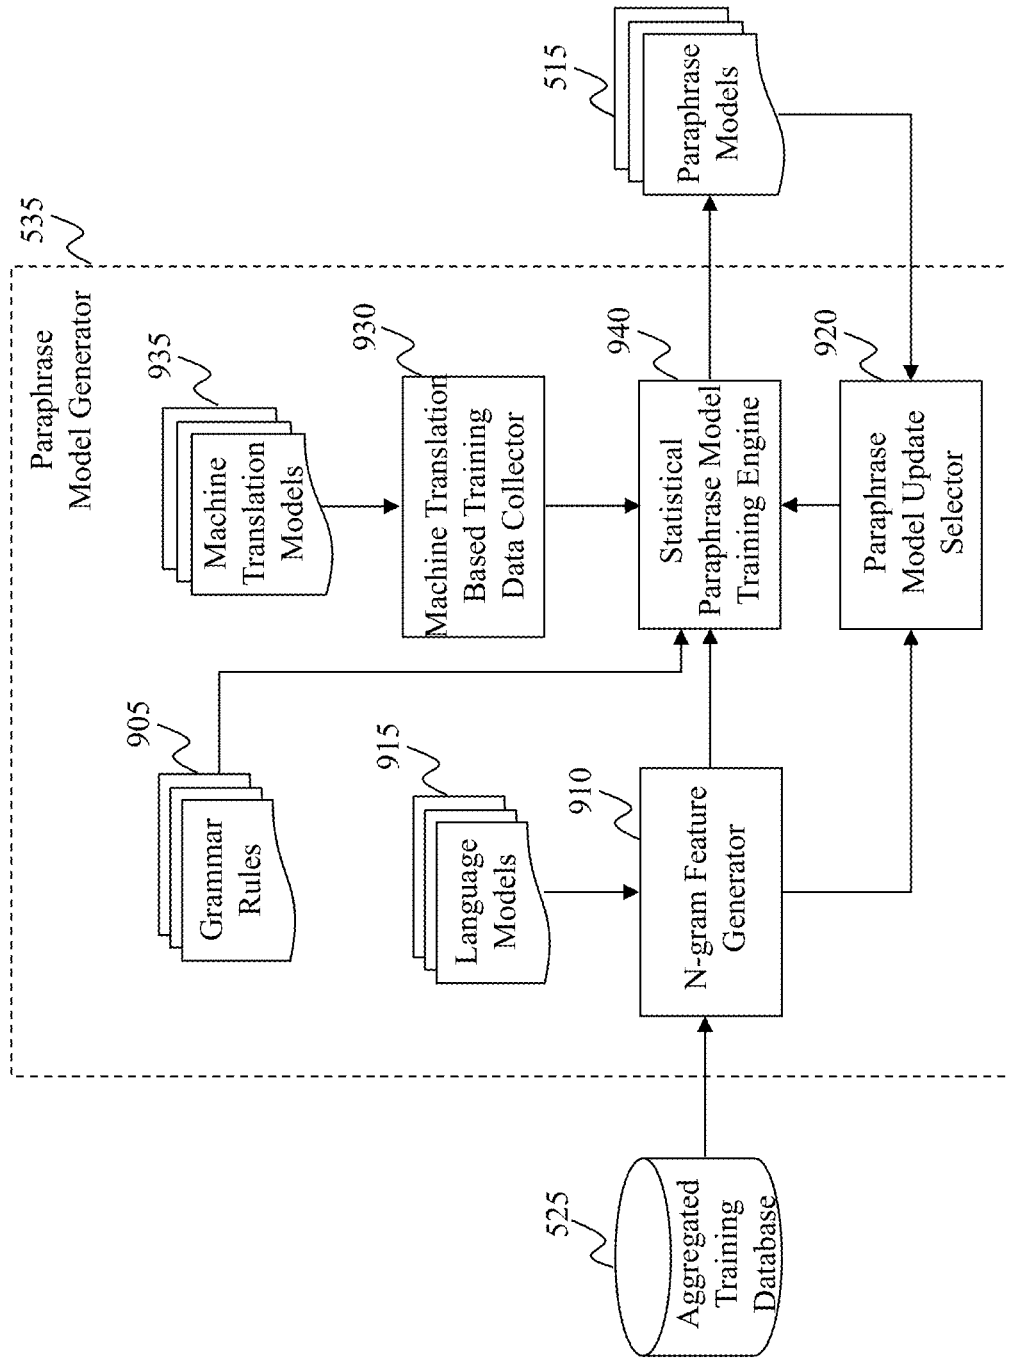 Paraphrase
Model Generator
535
935
Machine
Translation
Models
930
Machine Translation
Based Training
Data Collector
905
Grammar
Rules
915
Language
Models
515
Paraphrase
Models
940
Statistical
Paraphrase Model
Training Engine
910
N-gram Feature
Generator
525
Aggregated
Training
Database
920
Paraphrase
Model Update
Selector